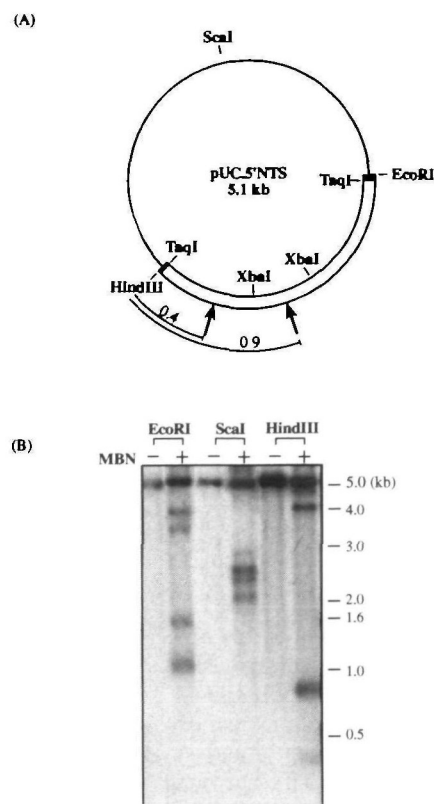 (A)
ScaI
pUC-5'NTS
5.1 kb
TaqI
EcoRI
TaqI
XbaI
XbaI
HIndIII
0.4
0 9
(B)
EcoRI ScaI HindIII
MBN − + − + − +
5.0 (kb)
4.0
3.0
2.0
1.6
1.0
0.5